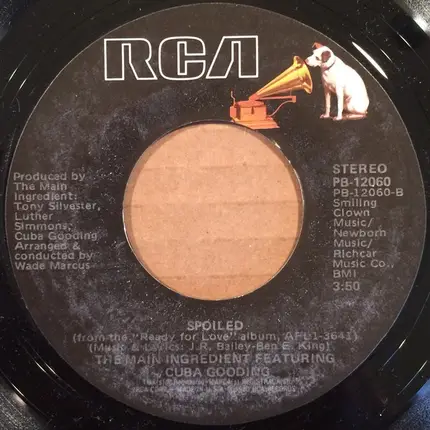 RCA
Produced by
The Main
Ingredient:
Tony Silvester,
Luther
Simmons,
Cuba Gooding
Arranged &
conducted by
Wade Marcus
STEREO
PB-12060
PB-12060-B
Smiling
Clown
Music/
Newborn
Music/
Richcar
Music Co.,
BMI
3:50
SPOILED
(from the "Ready for Love" album, AFL1-3641)
(Music & Lyrics: J.R. Bailey-Ben E. King)
THE MAIN INGREDIENT FEATURING
CUBA GOODING